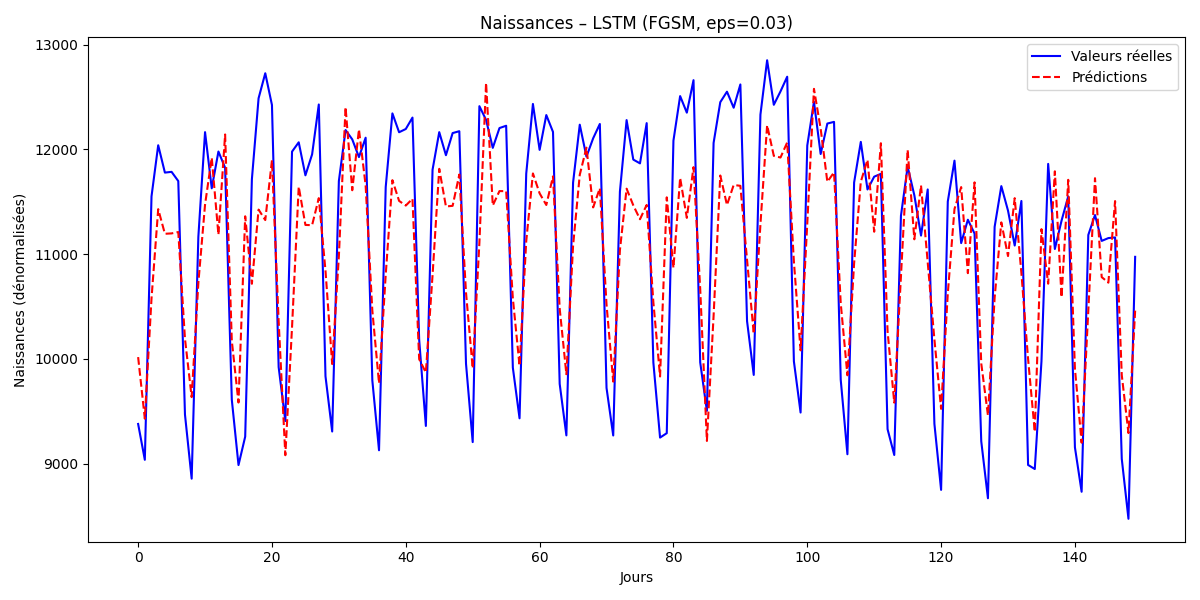 Naissances – LSTM (FGSM, eps=0.03)
Valeurs réelles
Prédictions
Naissances (dénormalisées)
13000
12000
11000
10000
9000
0 20 40 60 80 100 120 140
Jours